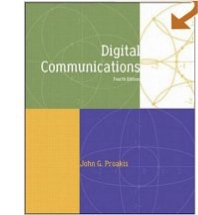 Digital
Communications
Fourth Edition
John G. Proakis